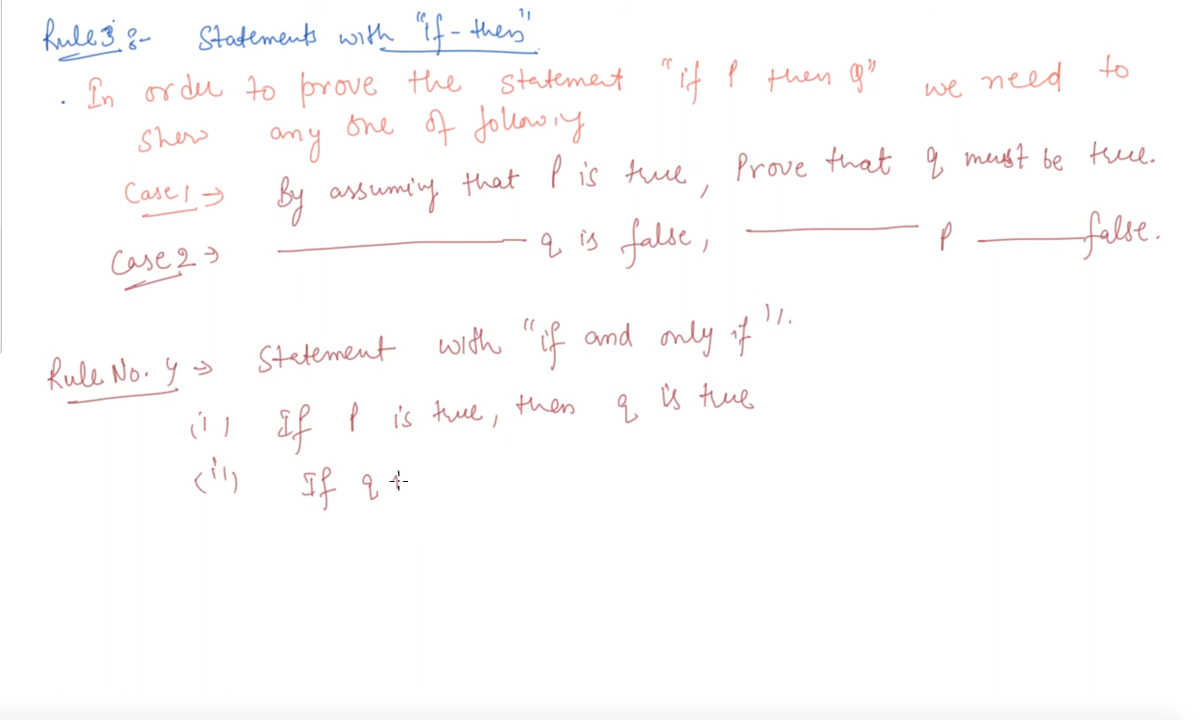 Rule 3 :- Statements with "if - then"
. In order to prove the statement "if P then q" we need to
show any one of following
Case 1 ⇒ By assuming that P is true, Prove that q must be true.
Case 2 ⇒ ———— q is false, ———— P ———— false.
Rule No. 4 ⇒ Statement with "if and only if".
(i) If P is true, then q is true
(ii) If q